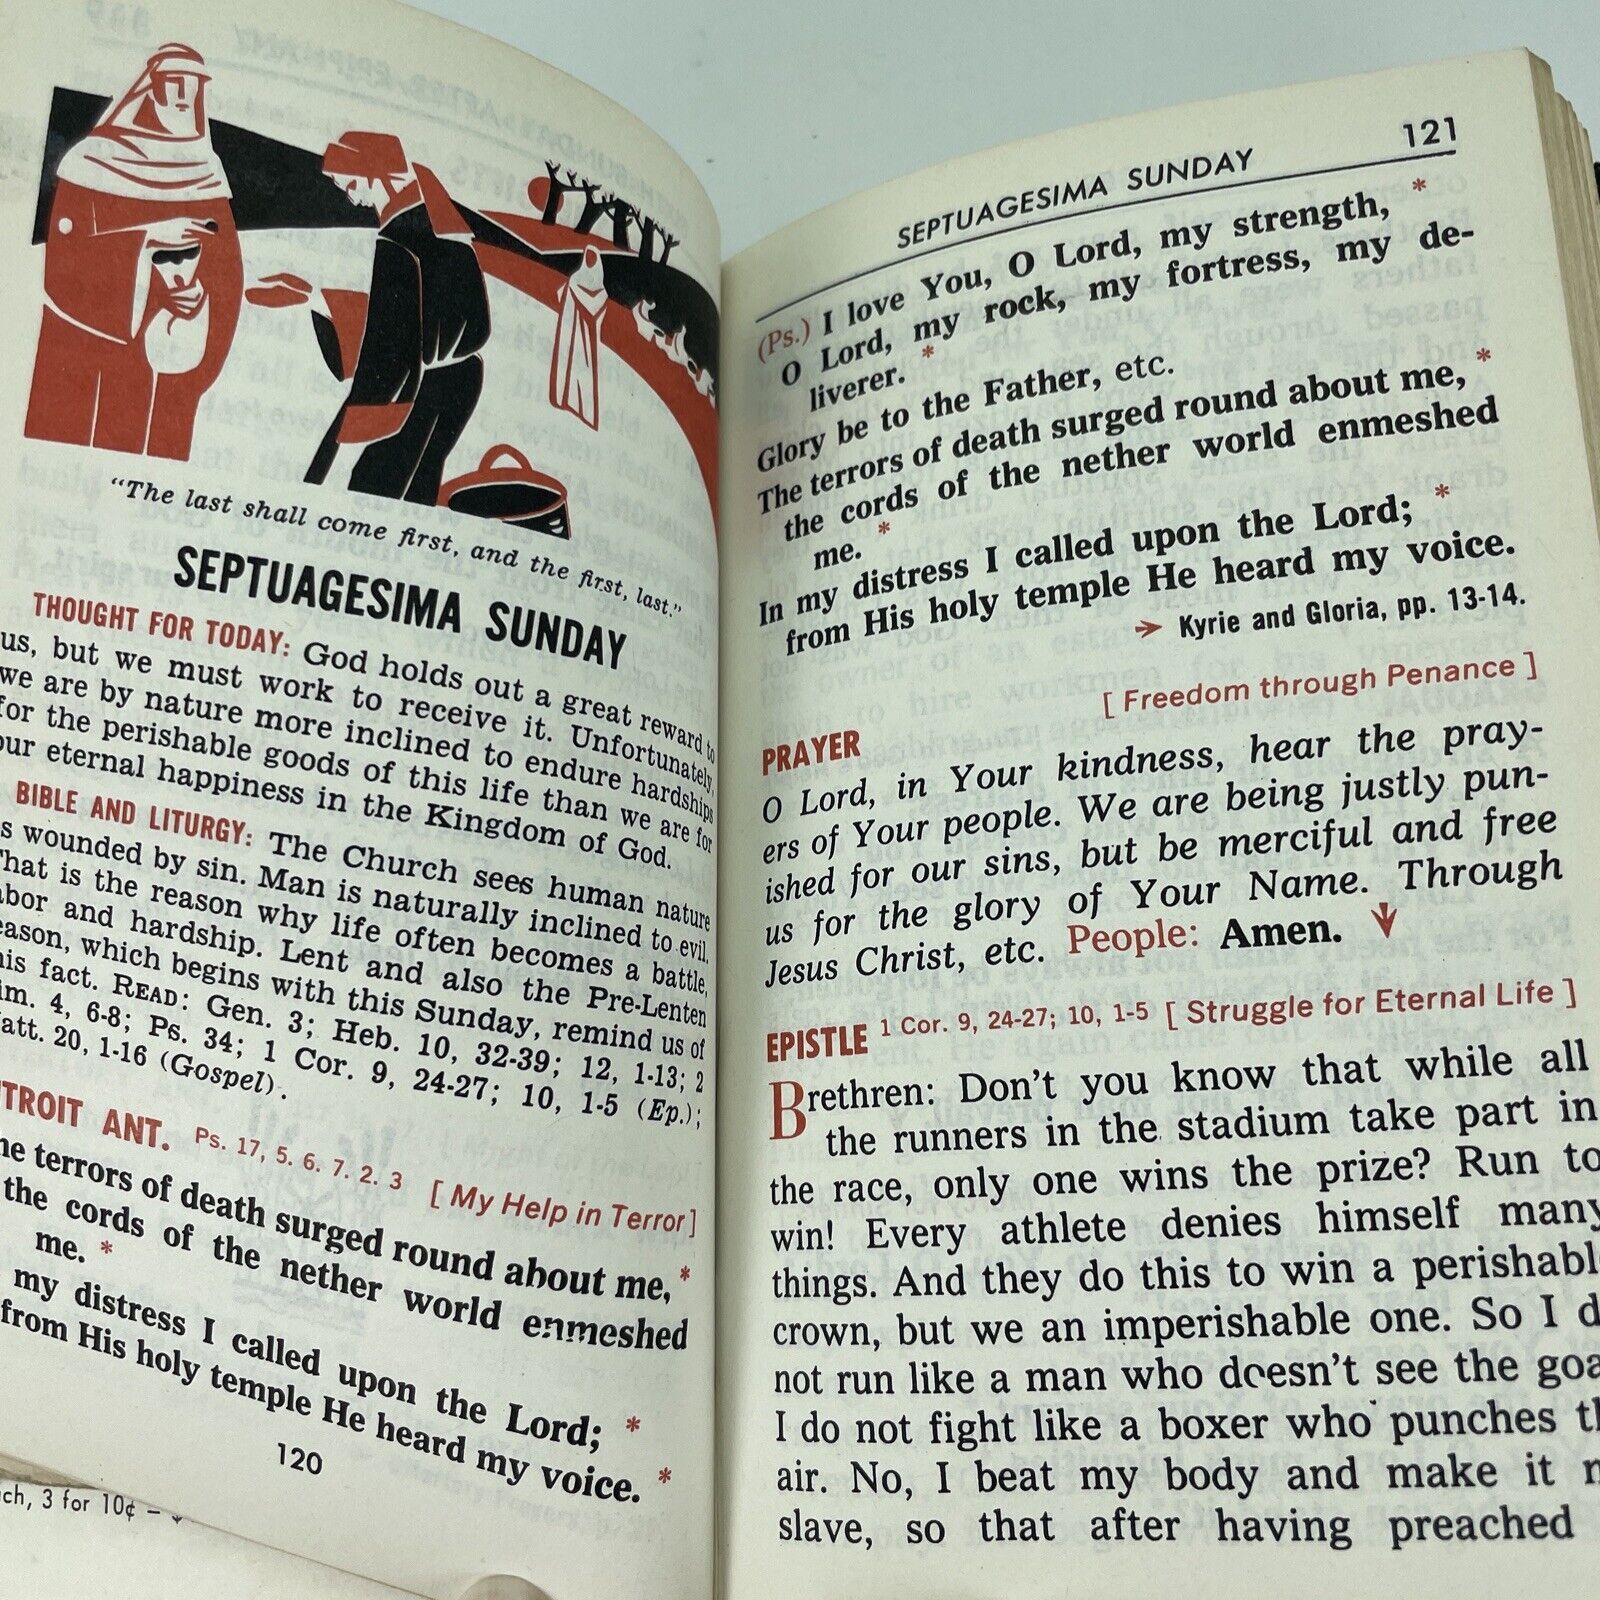 "The last shall come first, and the first, last."
SEPTUAGESIMA SUNDAY
THOUGHT FOR TODAY: God holds out a great reward to
us, but we must work to receive it. Unfortunately,
we are by nature more inclined to endure hardships
for the perishable goods of this life than we are for
our eternal happiness in the Kingdom of God.
BIBLE AND LITURGY: The Church sees human nature
wounded by sin. Man is naturally inclined to evil.
That is the reason why life often becomes a battle,
labor and hardship. Lent and also the Pre-Lenten
season, which begins with this Sunday, remind us of
this fact. READ: Gen. 3; Heb. 10, 32-39; 12, 1-13; 2
4, 6-8; Ps. 34; 1 Cor. 9, 24-27; 10, 1-5 (Ep.);
Matt. 20, 1-16 (Gospel).
ANT. Ps. 17, 5. 6. 7. 2. 3 [ My Help in Terror]
terrors of death surged round about me, *
the cords of the nether world enmeshed
me. *
my distress I called upon the Lord; *
from His holy temple He heard my voice. *
120
3 for 10¢ –
SEPTUAGESIMA SUNDAY 121
(Ps.) I love You, O Lord, my strength, *
O Lord, my rock, my fortress, my de-
liverer. *
Glory be to the Father, etc.
The terrors of death surged round about me, *
the cords of the nether world enmeshed
me. *
In my distress I called upon the Lord; *
from His holy temple He heard my voice.
→ Kyrie and Gloria, pp. 13-14.
[ Freedom through Penance ]
PRAYER
O Lord, in Your kindness, hear the pray-
ers of Your people. We are being justly pun-
ished for our sins, but be merciful and free
us for the glory of Your Name. Through
Jesus Christ, etc. People: Amen. ↓
EPISTLE 1 Cor. 9, 24-27; 10, 1-5 [ Struggle for Eternal Life ]
Brethren: Don't you know that while all
the runners in the stadium take part in
the race, only one wins the prize? Run to
win! Every athlete denies himself many
things. And they do this to win a perishable
crown, but we an imperishable one. So I do
not run like a man who doesn't see the goal
I do not fight like a boxer who punches the
air. No, I beat my body and make it
slave, so that after having preached